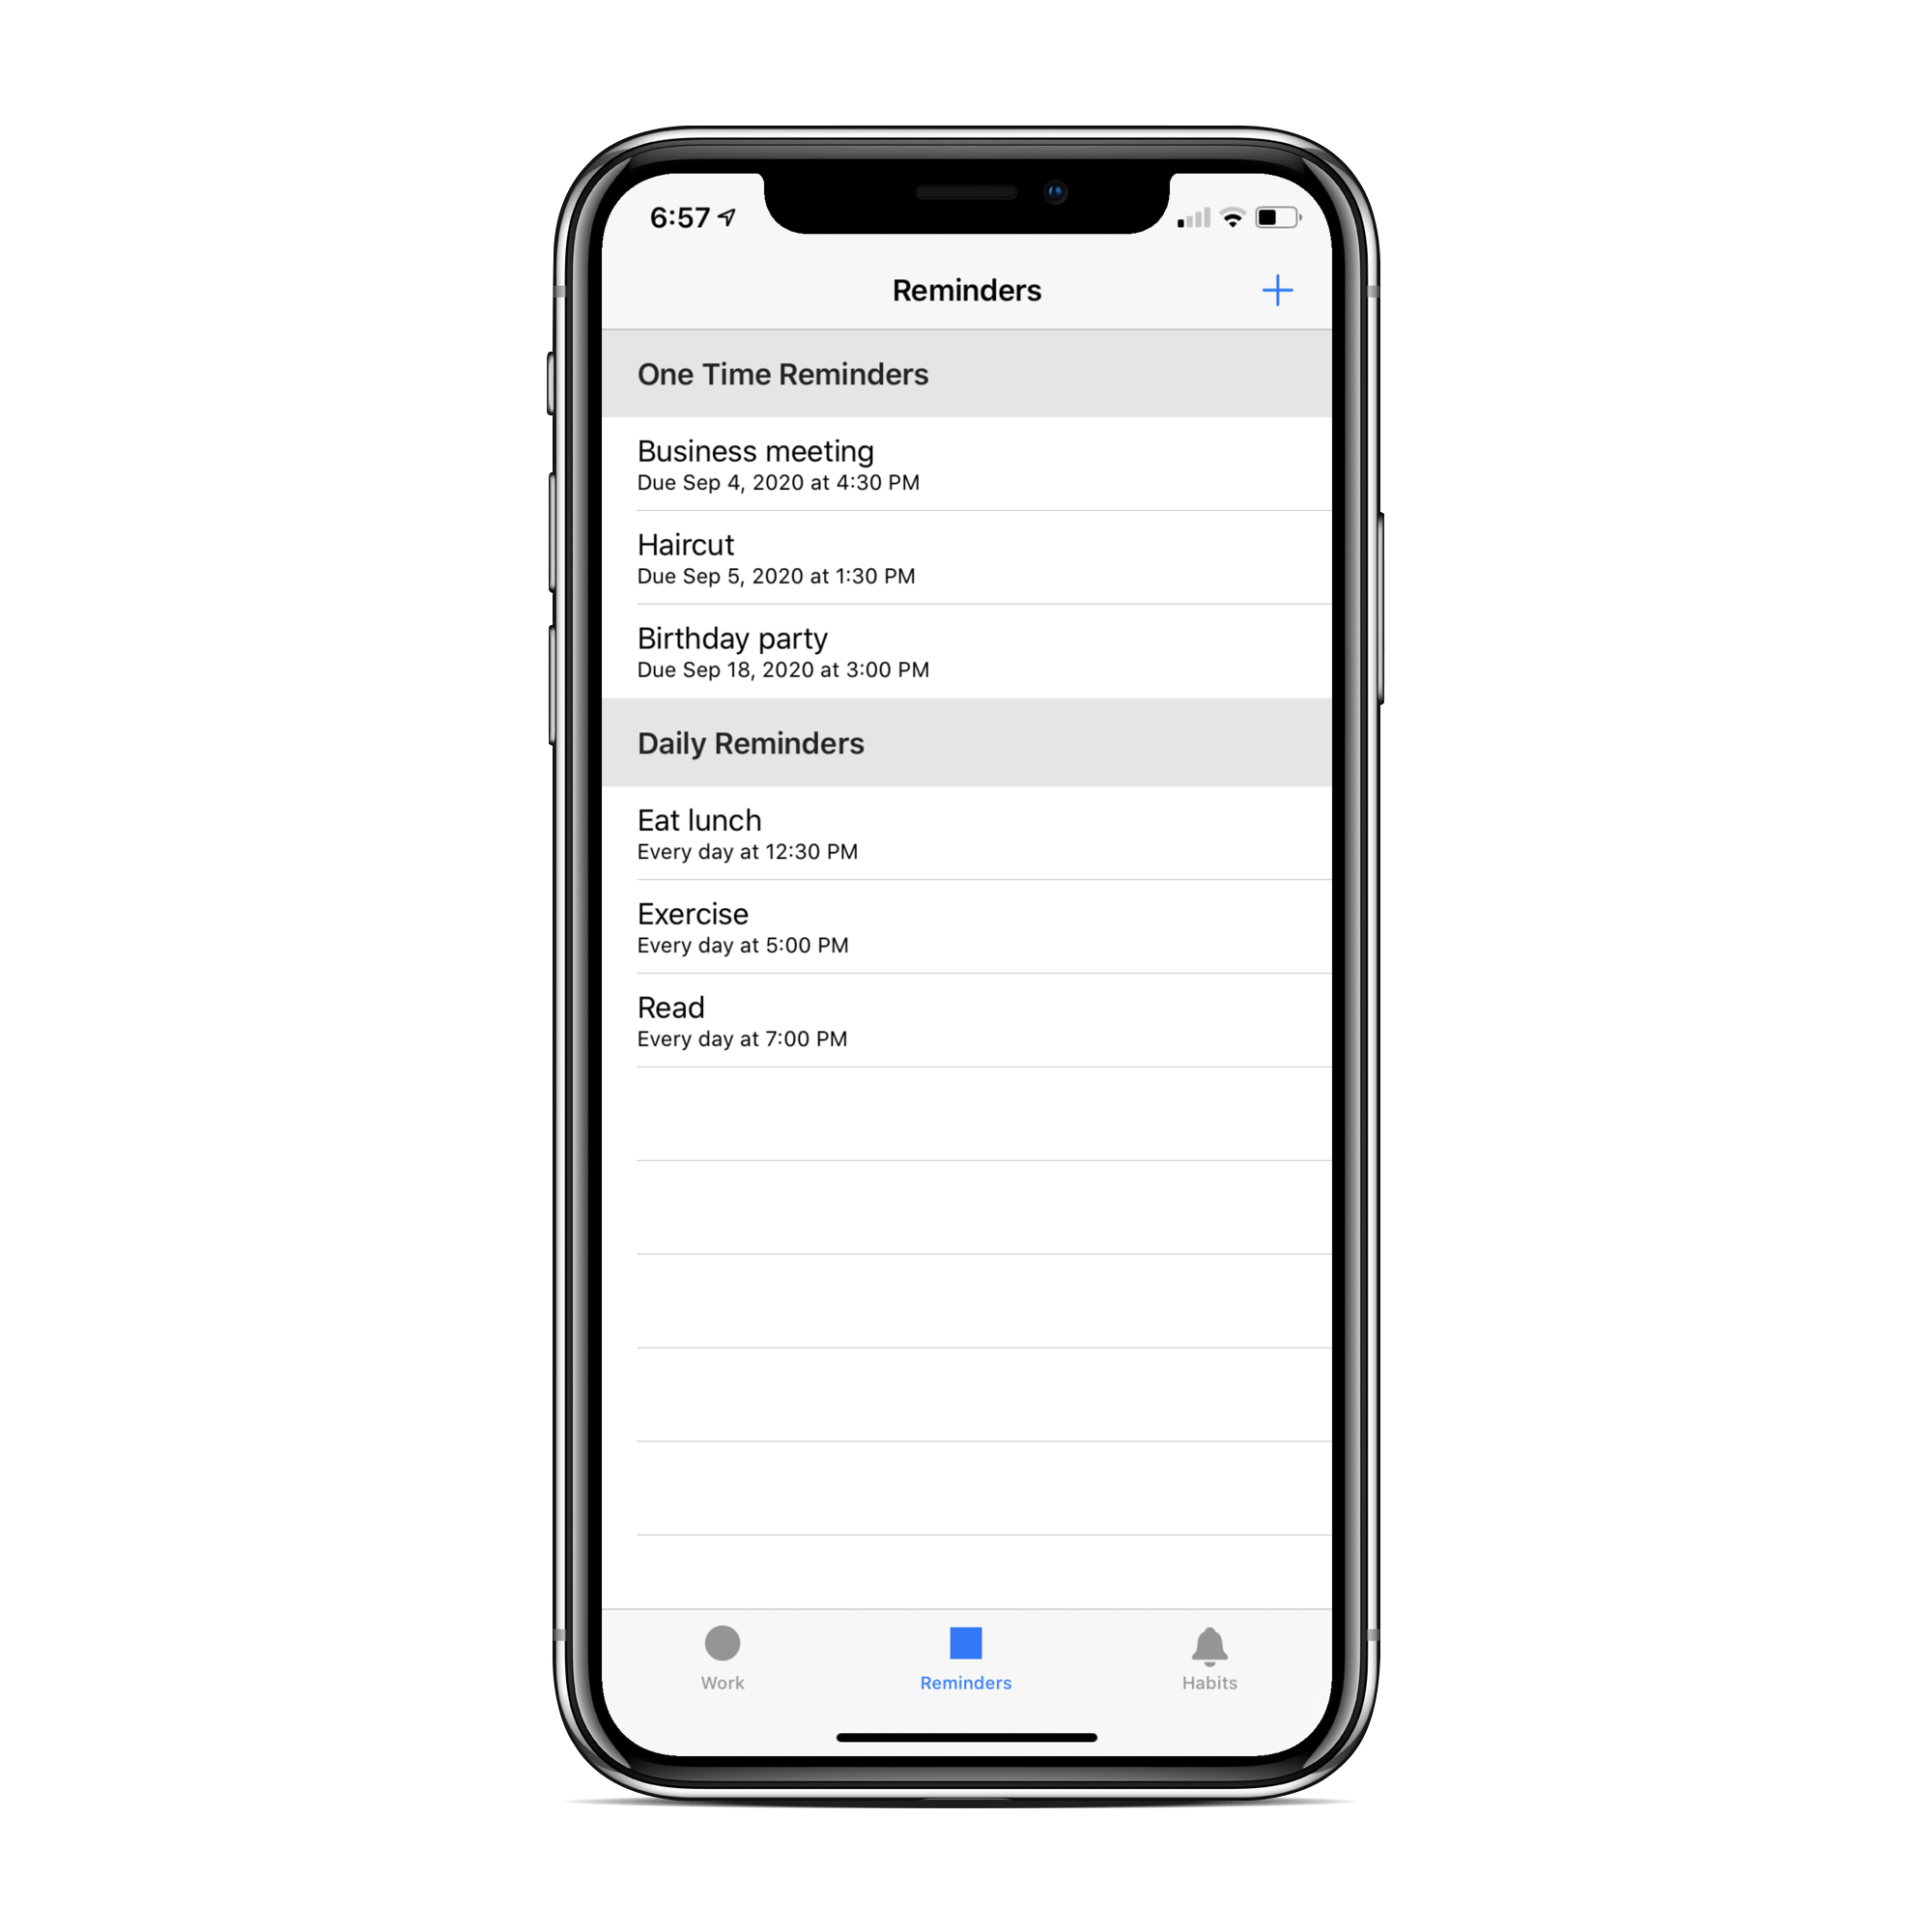 6:57
Reminders
One Time Reminders
Business meeting
Due Sep 4, 2020 at 4:30 PM
Haircut
Due Sep 5, 2020 at 1:30 PM
Birthday party
Due Sep 18, 2020 at 3:00 PM
Daily Reminders
Eat lunch
Every day at 12:30 PM
Exercise
Every day at 5:00 PM
Read
Every day at 7:00 PM
Work
Reminders
Habits